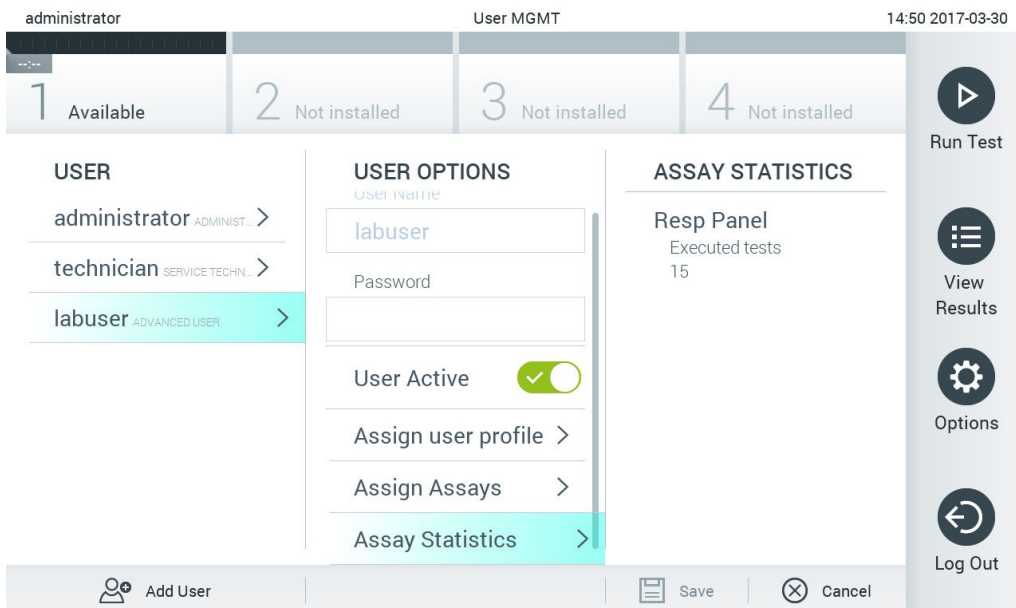 administrator
User MGMT
14:50 2017-03-30
--:--
1 Available
2 Not installed
3 Not installed
4 Not installed
Run Test
View
Results
Options
Log Out
USER
administrator ADMINIST...
technician SERVICE TECHN...
labuser ADVANCED USER
USER OPTIONS
User Name
labuser
Password
User Active
Assign user profile
Assign Assays
Assay Statistics
ASSAY STATISTICS
Resp Panel
Executed tests
15
Add User
Save
Cancel